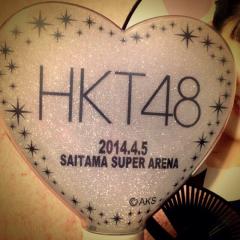 HKT48
2014.4.5
SAITAMA SUPER ARENA
©AKS